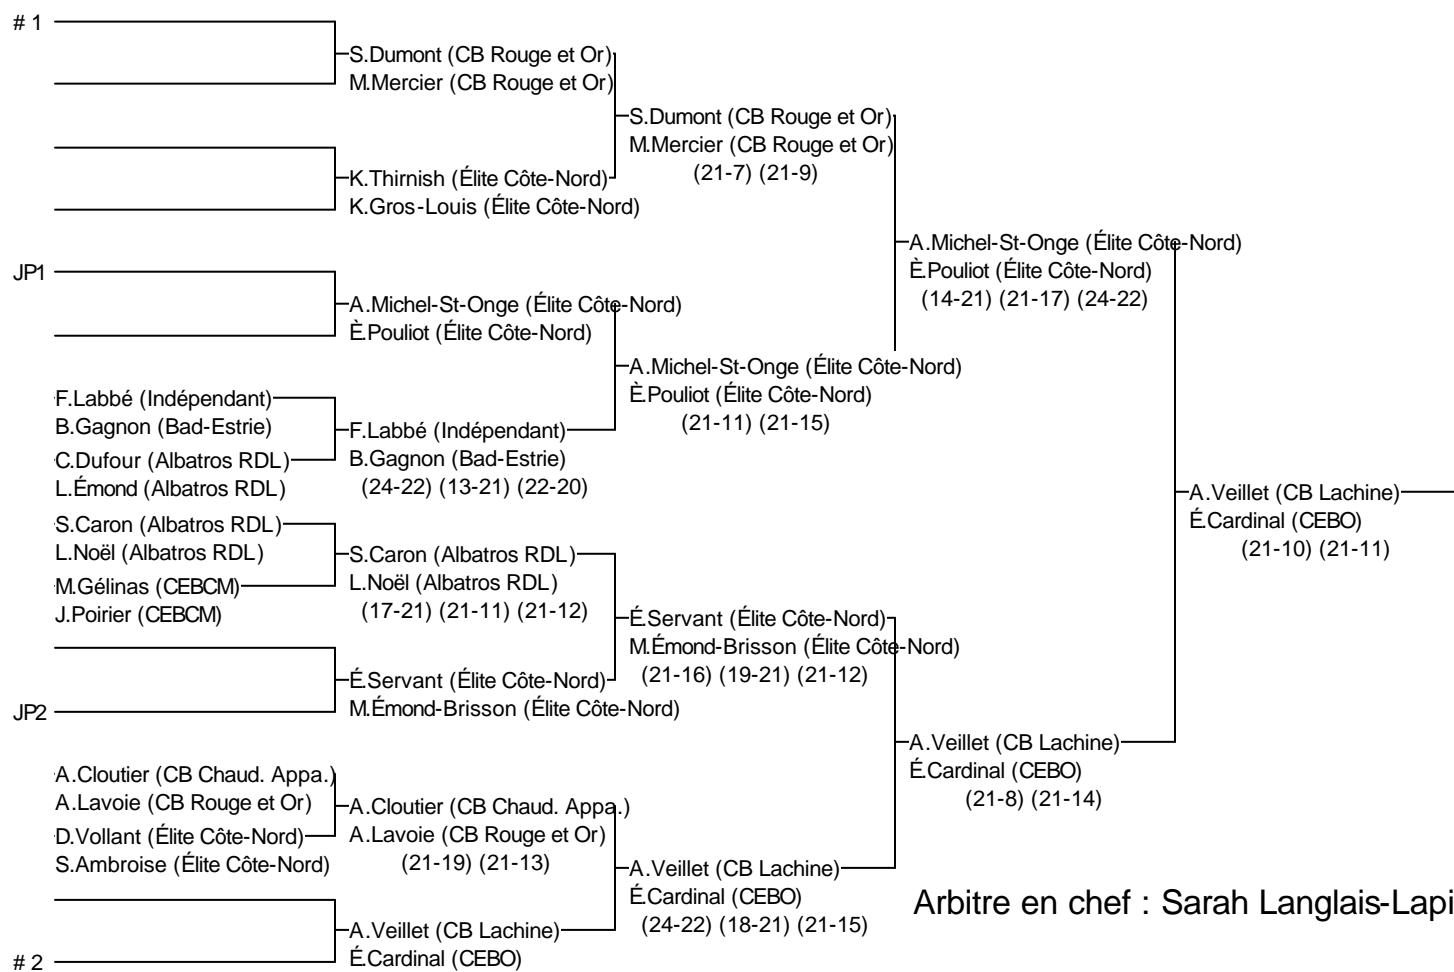 # 1
S.Dumont (CB Rouge et Or)
M.Mercier (CB Rouge et Or)
S.Dumont (CB Rouge et Or)
M.Mercier (CB Rouge et Or)
(21-7) (21-9)
K.Thirnish (Élite Côte-Nord)
K.Gros-Louis (Élite Côte-Nord)
A.Michel-St-Onge (Élite Côte-Nord)
È.Pouliot (Élite Côte-Nord)
(14-21) (21-17) (24-22)
JP1
A.Michel-St-Onge (Élite Côte-Nord)
È.Pouliot (Élite Côte-Nord)
A.Michel-St-Onge (Élite Côte-Nord)
È.Pouliot (Élite Côte-Nord)
(21-11) (21-15)
F.Labbé (Indépendant)
B.Gagnon (Bad-Estrie)
F.Labbé (Indépendant)
B.Gagnon (Bad-Estrie)
(24-22) (13-21) (22-20)
C.Dufour (Albatros RDL)
L.Émond (Albatros RDL)
A.Veillet (CB Lachine)
É.Cardinal (CEBO)
(21-10) (21-11)
S.Caron (Albatros RDL)
L.Noël (Albatros RDL)
S.Caron (Albatros RDL)
L.Noël (Albatros RDL)
(17-21) (21-11) (21-12)
M.Gélinas (CEBCM)
J.Poirier (CEBCM)
É.Servant (Élite Côte-Nord)
M.Émond-Brisson (Élite Côte-Nord)
(21-16) (19-21) (21-12)
É.Servant (Élite Côte-Nord)
M.Émond-Brisson (Élite Côte-Nord)
JP2
A.Veillet (CB Lachine)
É.Cardinal (CEBO)
(21-8) (21-14)
A.Cloutier (CB Chaud. Appa.)
A.Lavoie (CB Rouge et Or)
A.Cloutier (CB Chaud. Appa.)
A.Lavoie (CB Rouge et Or)
(21-19) (21-13)
D.Vollant (Élite Côte-Nord)
S.Ambroise (Élite Côte-Nord)
A.Veillet (CB Lachine)
É.Cardinal (CEBO)
(24-22) (18-21) (21-15)
Arbitre en chef : Sarah Langlais-Lapi
A.Veillet (CB Lachine)
É.Cardinal (CEBO)
# 2